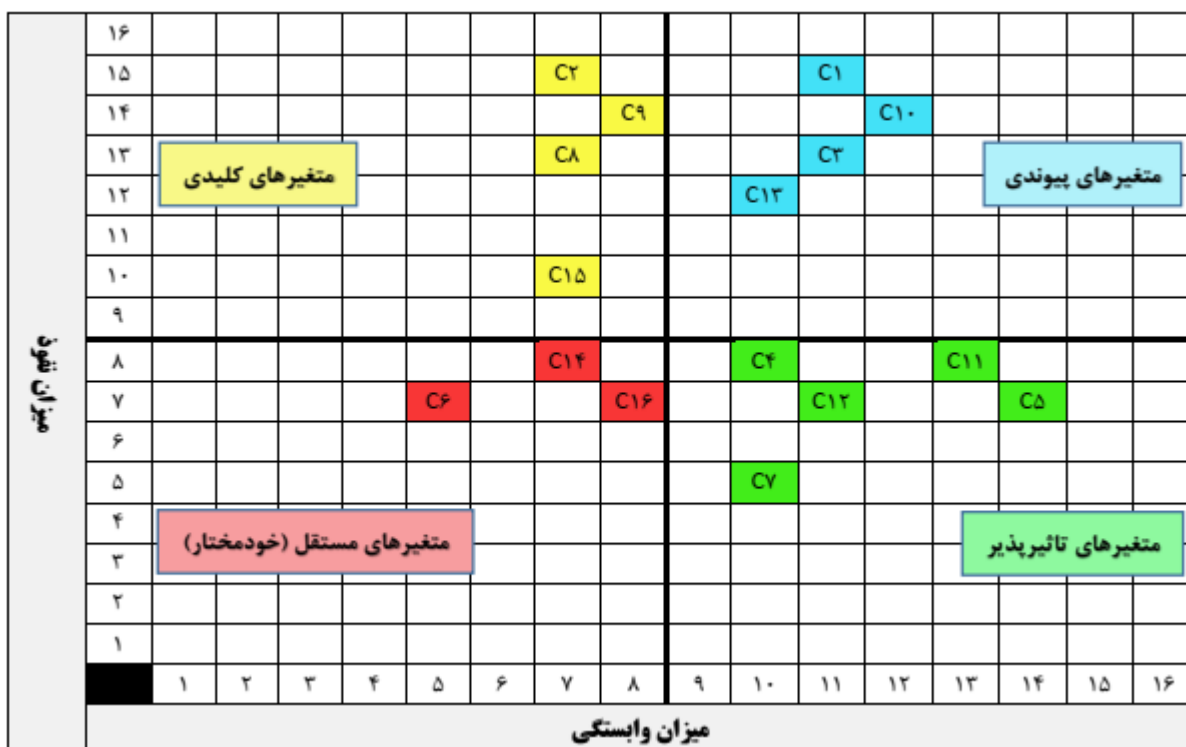 میزان نفوذ
۱۶
۱۵ C۲ C۱
۱۴ C۹ C۱۰
۱۳ C۸ C۳
متغیرهای کلیدی
متغیرهای پیوندی
۱۲ C۱۳
۱۱
۱۰ C۱۵
۹
۸ C۱۴ C۴ C۱۱
۷ C۶ C۱۶ C۱۲ C۵
۶
۵ C۷
۴
متغیرهای مستقل (خودمختار)
متغیرهای تاثیرپذیر
۳
۲
۱
۱ ۲ ۳ ۴ ۵ ۶ ۷ ۸ ۹ ۱۰ ۱۱ ۱۲ ۱۳ ۱۴ ۱۵ ۱۶
میزان وابستگی